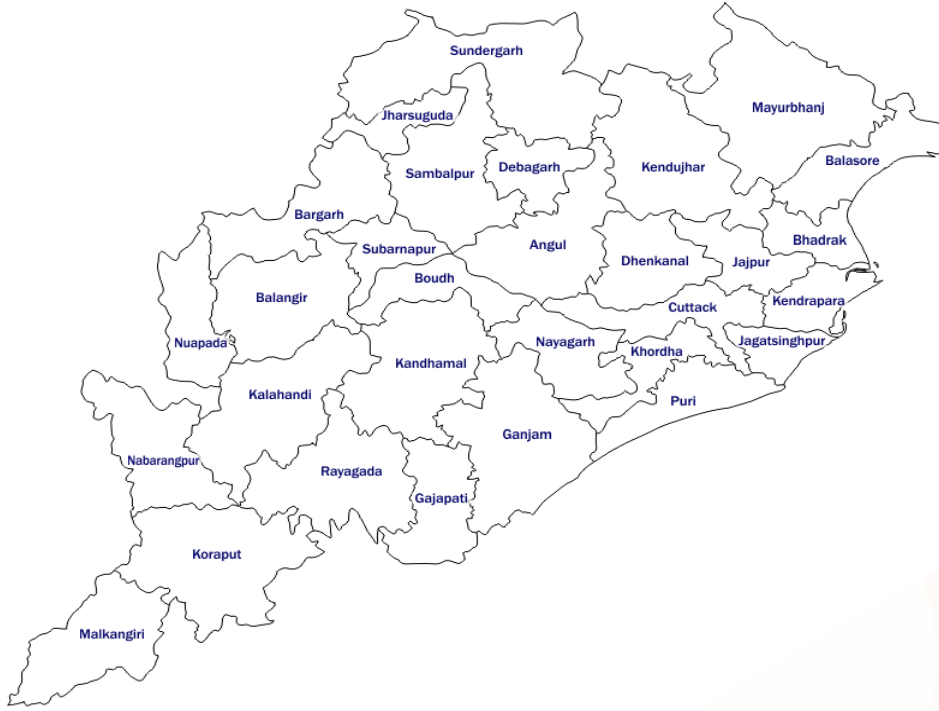 Sundergarh
Mayurbhanj
Jharsuguda
Balasore
Debagarh
Kendujhar
Sambalpur
Bargarh
Bhadrak
Angul
Subarnapur
Dhenkanal
Jajpur
Boudh
Balangir
Kendrapara
Cuttack
Nuapada
Nayagarh
Jagatsinghpur
Khordha
Kandhamal
Kalahandi
Puri
Ganjam
Nabarangpur
Rayagada
Gajapati
Koraput
Malkangiri